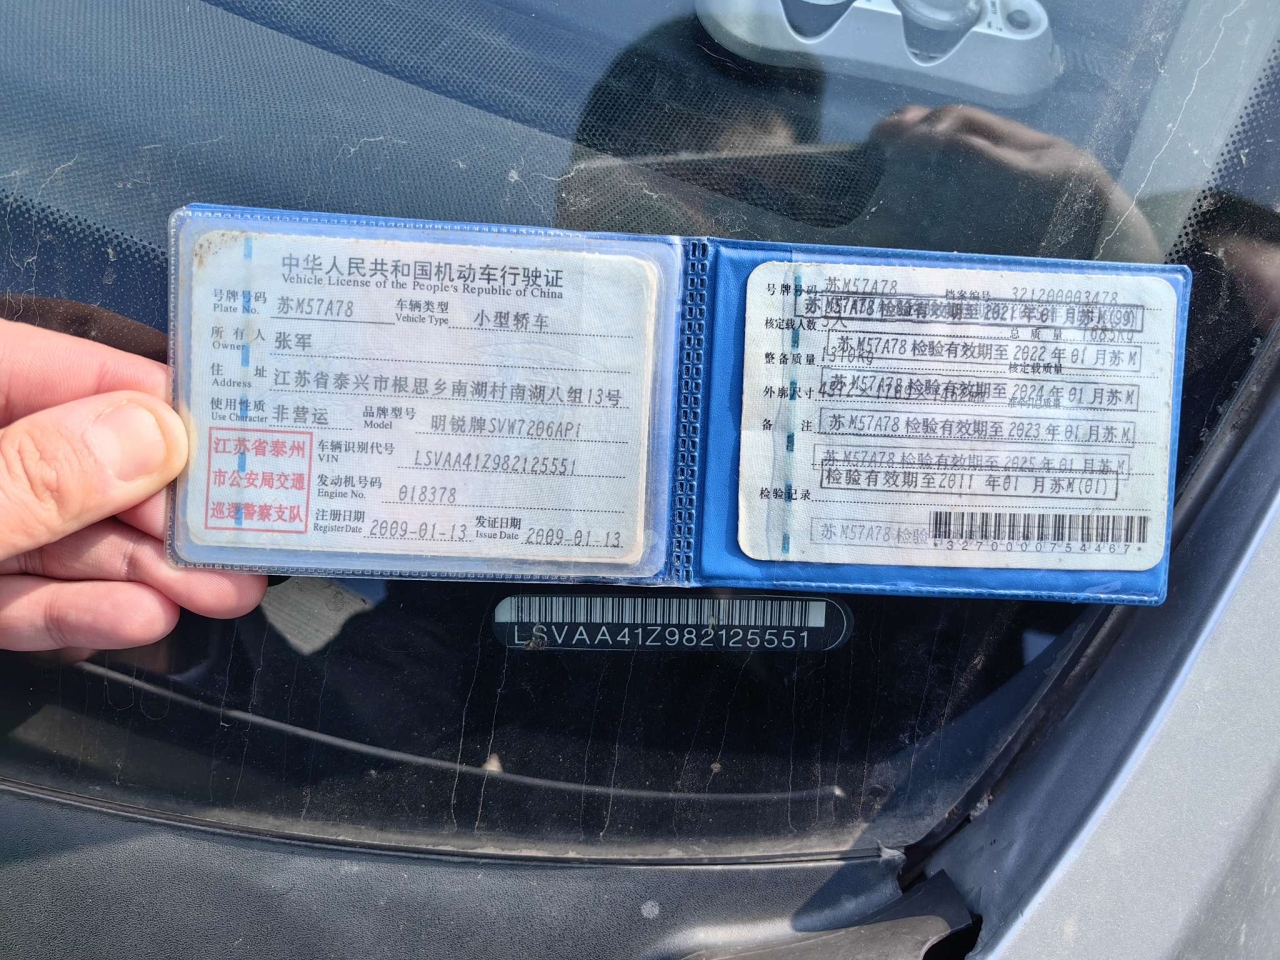 中华人民共和国机动车行驶证
Vehicle License of the People's Republic of China
号牌号码 苏M57A78 车辆类型 小型轿车
Plate No. Vehicle Type
所有人 张军
Owner
住址 江苏省泰兴市根思乡南湖村南湖八组13号
Address
使用性质 非营运 品牌型号 明锐牌SVW7206APi
Use Character Model
江苏省泰州
市公安局交通
巡逻警察支队
车辆识别代号 LSVAA41Z982125551
VIN
发动机号码 018378
Engine No.
注册日期 2009-01-13 发证日期 2009-01-13
Register Date Issue Date
号牌号码 苏M57A78 档案编号 321200003478
苏M57A78 检验有效期至2021年01月苏M(99)
核定载人数 5人 总质量
苏M57A78 检验有效期至2022年01月苏M
整备质量 核定载质量
苏M57A78 检验有效期至2024年01月苏M
外廓尺寸
备注 苏M57A78 检验有效期至2023年01月苏M
苏M57A78 检验有效期至2025年01月苏M
检验有效期至2011年01月苏M(01)
检验记录
苏M57A78 检验
*3270000754467*
LSVAA41Z982125551